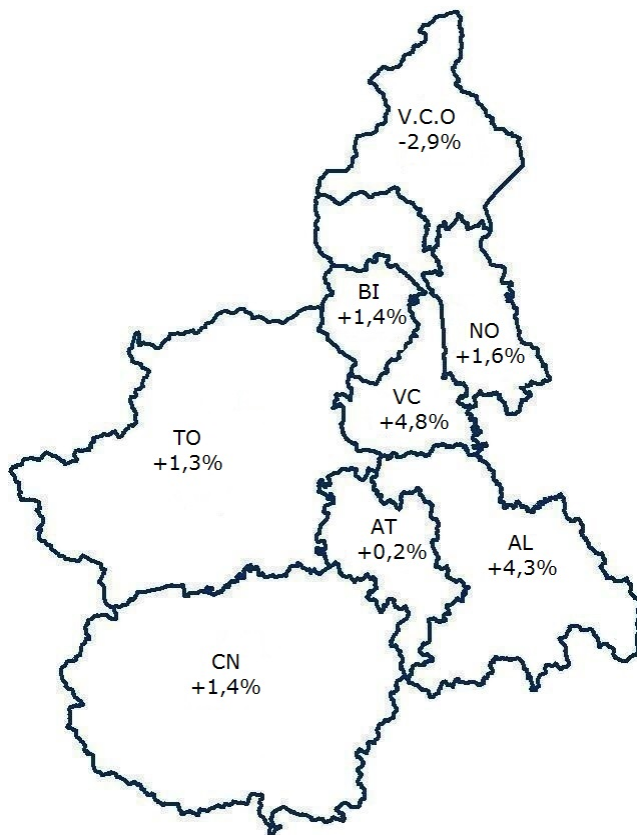 V.C.O
-2,9%
BI
+1,4%
NO
+1,6%
VC
+4,8%
TO
+1,3%
AT
+0,2%
AL
+4,3%
CN
+1,4%